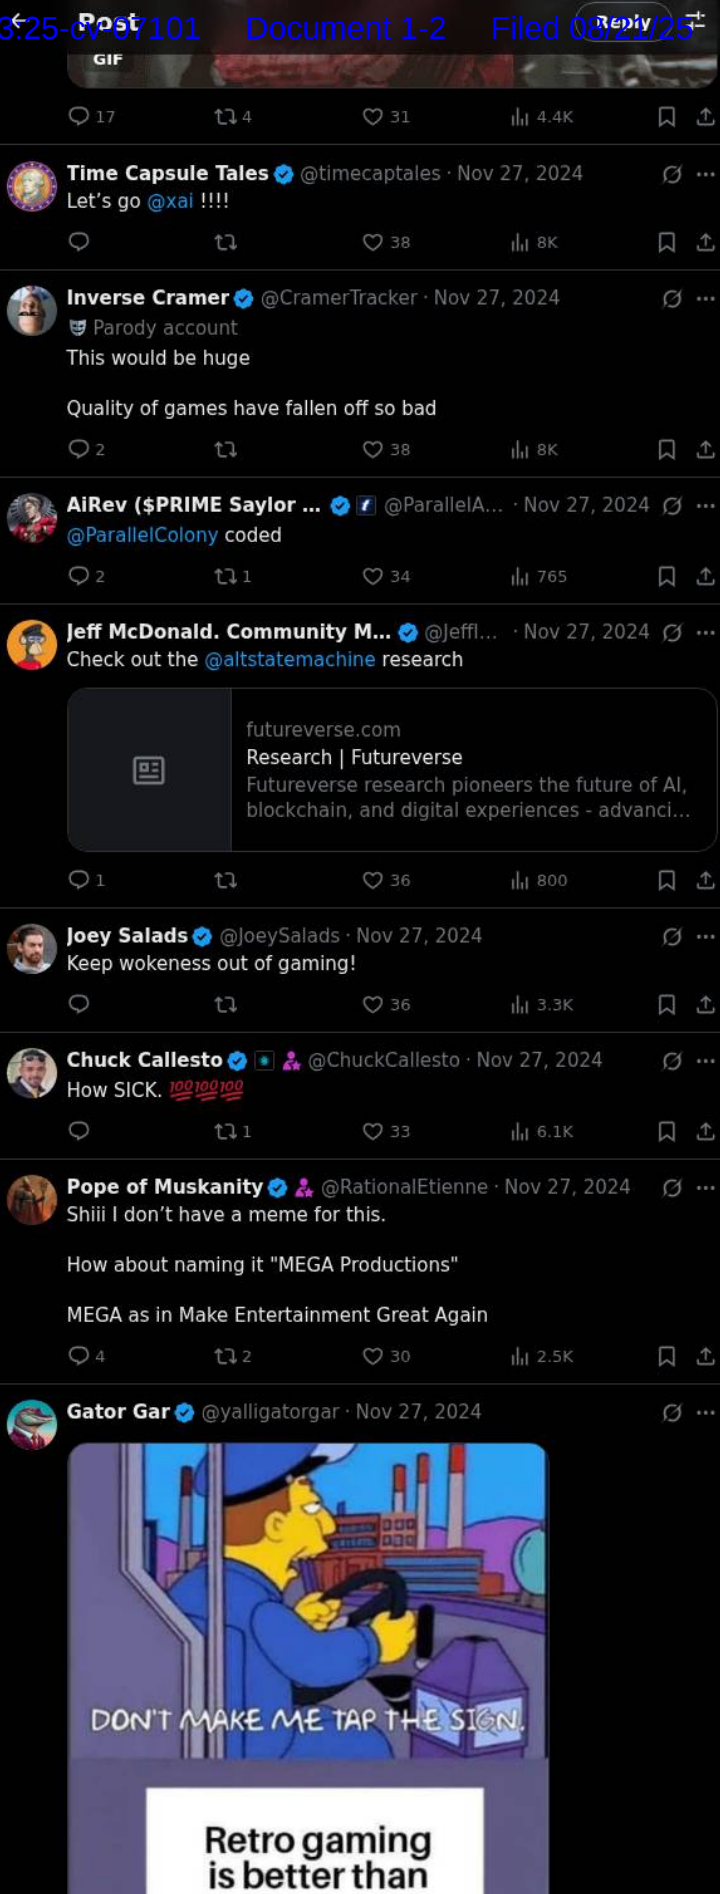 3:25-cv-07101 Document 1-2 Filed 08/21/25
Post Reply
GIF
17 4 31 4.4K
Time Capsule Tales @timecaptales · Nov 27, 2024
Let’s go @xai !!!!
38 8K
Inverse Cramer @CramerTracker · Nov 27, 2024
Parody account
This would be huge
Quality of games have fallen off so bad
2 38 8K
AiRev ($PRIME Saylor ... @ParallelA... · Nov 27, 2024
@ParallelColony coded
2 1 34 765
Jeff McDonald. Community M... @Jeffl... · Nov 27, 2024
Check out the @altstatemachine research
futureverse.com
Research | Futureverse
Futureverse research pioneers the future of AI,
blockchain, and digital experiences - advanci...
1 36 800
Joey Salads @JoeySalads · Nov 27, 2024
Keep wokeness out of gaming!
36 3.3K
Chuck Callesto @ChuckCallesto · Nov 27, 2024
How SICK. 💯💯💯
1 33 6.1K
Pope of Muskanity @RationalEtienne · Nov 27, 2024
Shiii I don’t have a meme for this.
How about naming it "MEGA Productions"
MEGA as in Make Entertainment Great Again
4 2 30 2.5K
Gator Gar @yalligatorgar · Nov 27, 2024
DON'T MAKE ME TAP THE SIGN.
Retro gaming
is better than